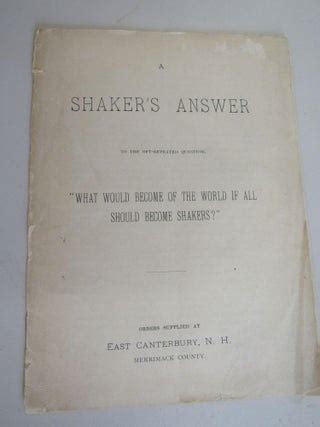 A
SHAKER'S ANSWER
TO THE OFT-REPEATED QUESTION,
"WHAT WOULD BECOME OF THE WORLD IF ALL
SHOULD BECOME SHAKERS?"
ORDERS SUPPLIED AT
EAST CANTERBURY, N. H.
MERRIMACK COUNTY.